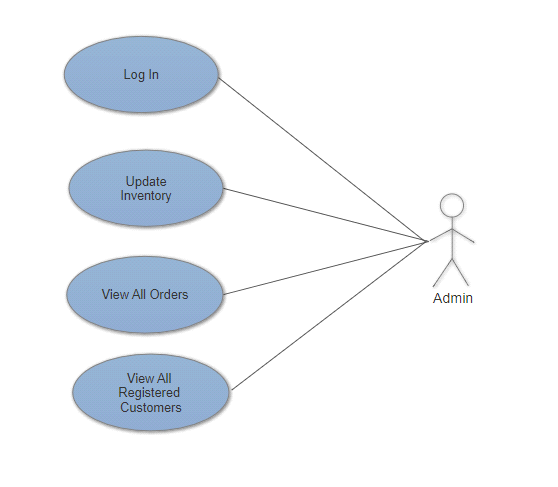 Log In
Update
Inventory
View All Orders
Admin
View All
Registered
Customers